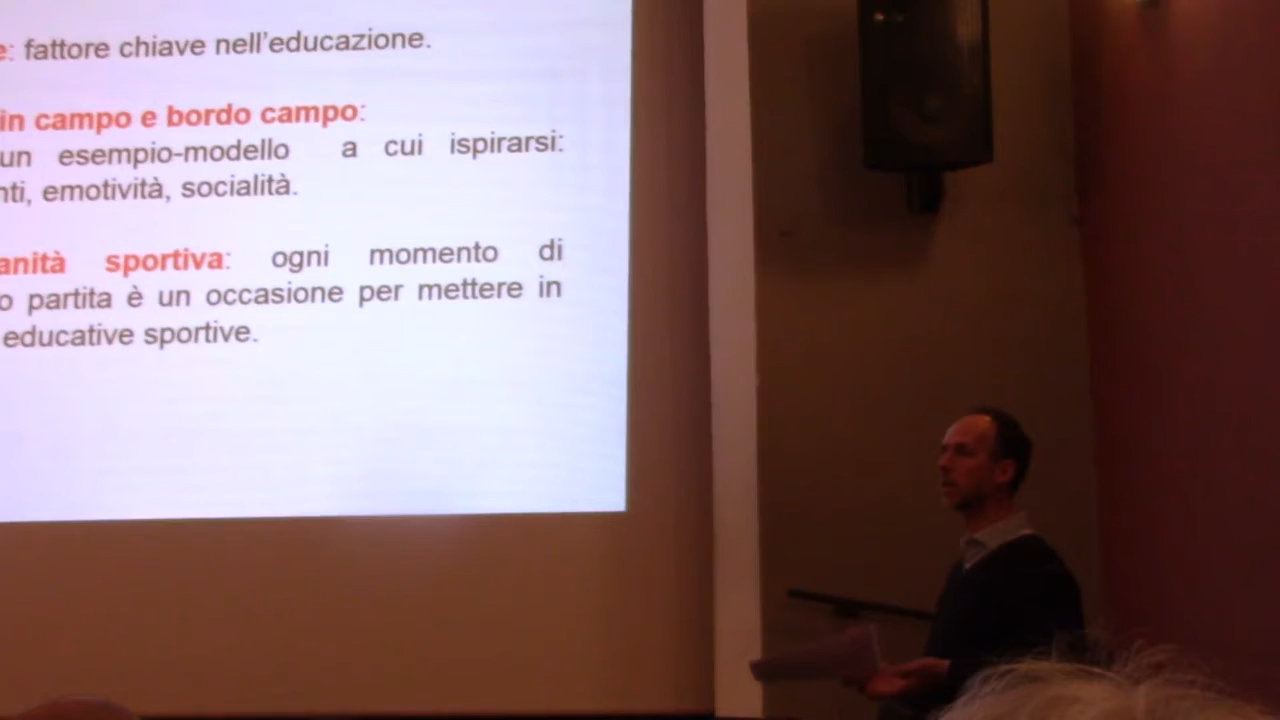 e: fattore chiave nell'educazione.
in campo e bordo campo:
un esempio-modello a cui ispirarsi:
nti, emotività, socialità.
anità sportiva: ogni momento di
o partita è un occasione per mettere in
educative sportive.